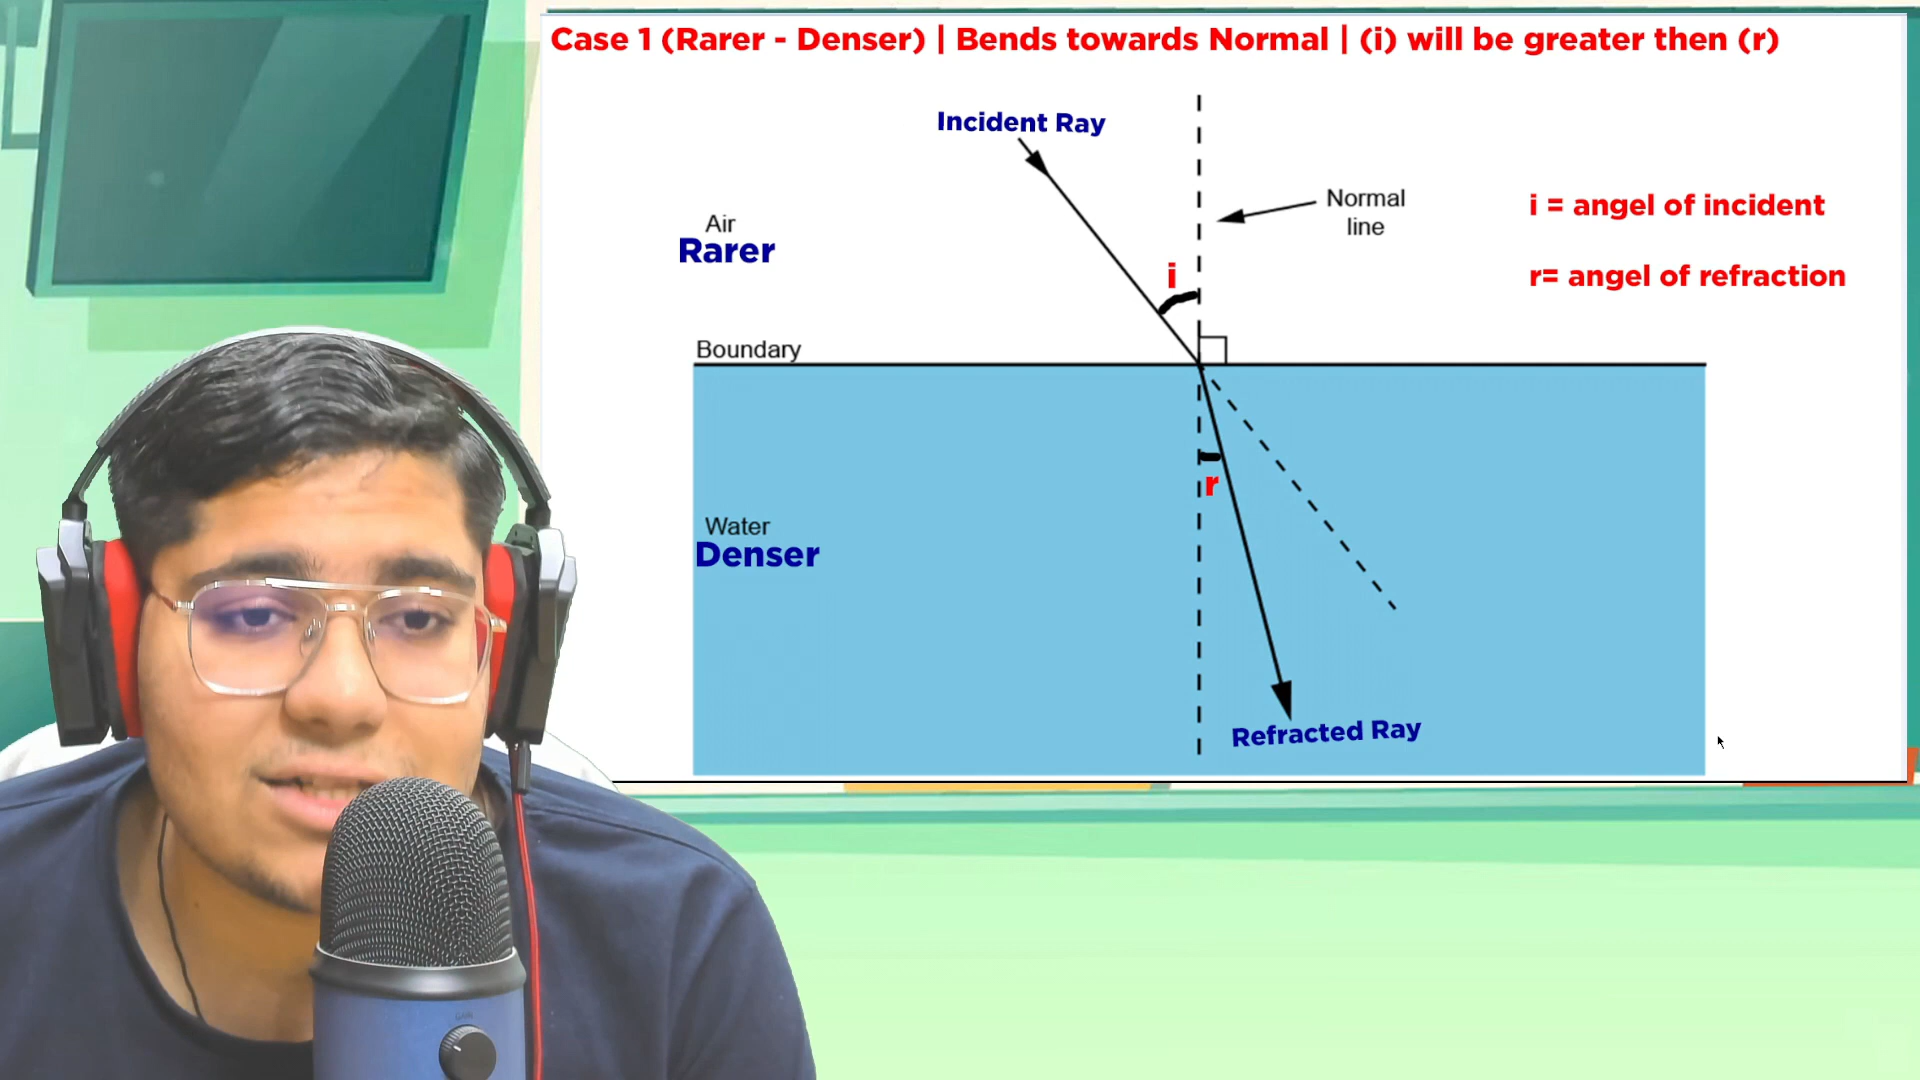 Case 1 (Rarer - Denser) | Bends towards Normal | (i) will be greater then (r)
Incident Ray
Normal
line
i = angel of incident
Air
Rarer
i
r= angel of refraction
Boundary
r
Water
Denser
Refracted Ray
GAIN